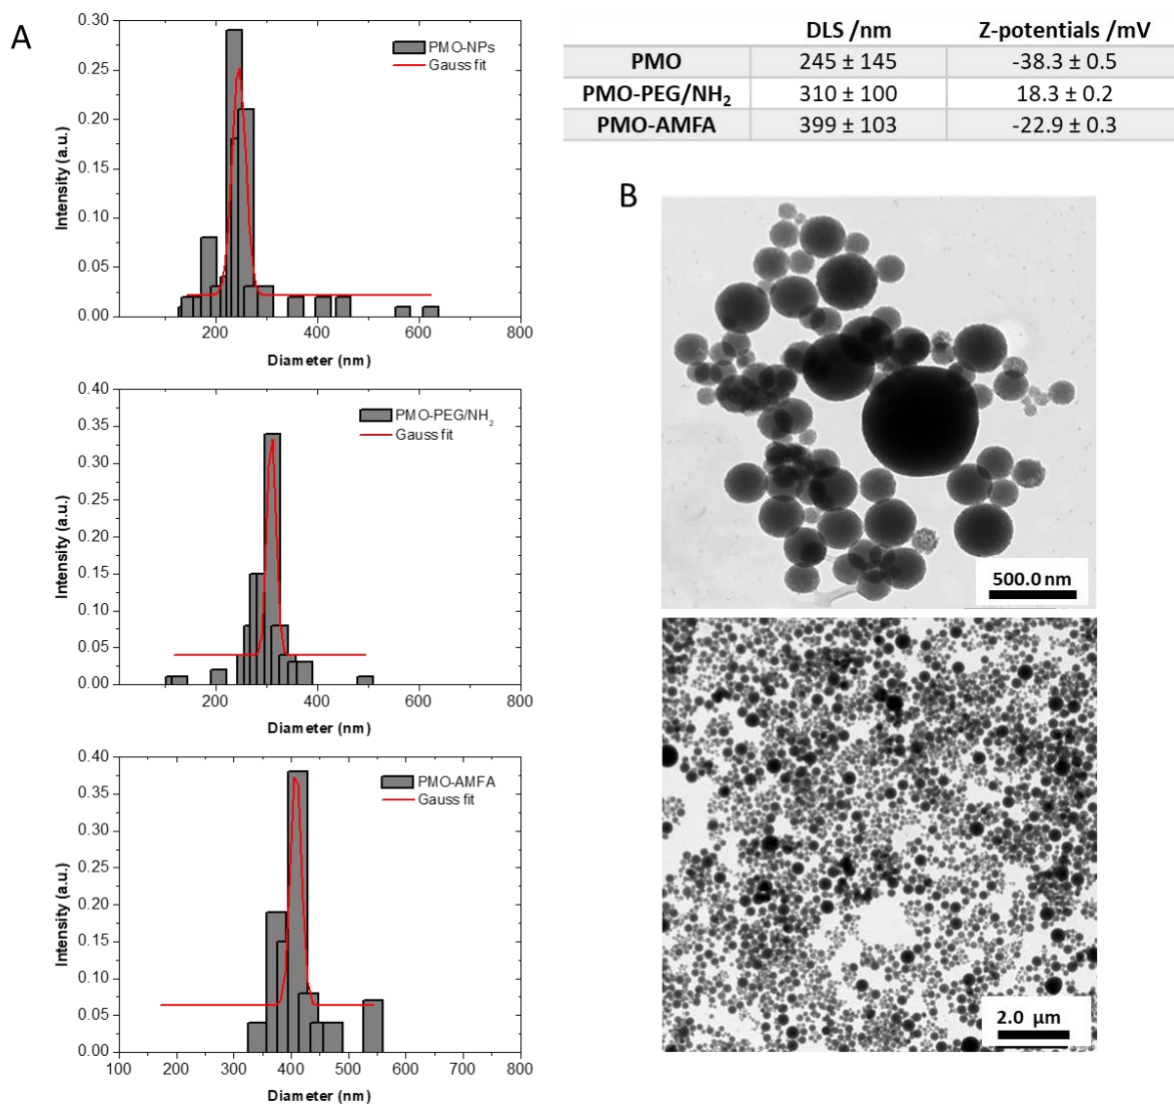 A
0.30
0.25
0.20
0.15
0.10
0.05
0.00
Intensity (a.u.)
PMO-NPs
Gauss fit
200 400 600 800
Diameter (nm)
0.40
0.35
0.30
0.25
0.20
0.15
0.10
0.05
0.00
Intensity (a.u.)
PMO-PEG/NH₂
Gauss fit
200 400 600 800
Diameter (nm)
0.40
0.35
0.30
0.25
0.20
0.15
0.10
0.05
0.00
Intensity (a.u.)
PMO-AMFA
Gauss fit
100 200 300 400 500 600 700 800
Diameter (nm)
DLS /nm Z-potentials /mV
PMO 245 ± 145 -38.3 ± 0.5
PMO-PEG/NH₂ 310 ± 100 18.3 ± 0.2
PMO-AMFA 399 ± 103 -22.9 ± 0.3
B
500.0 nm
2.0 µm